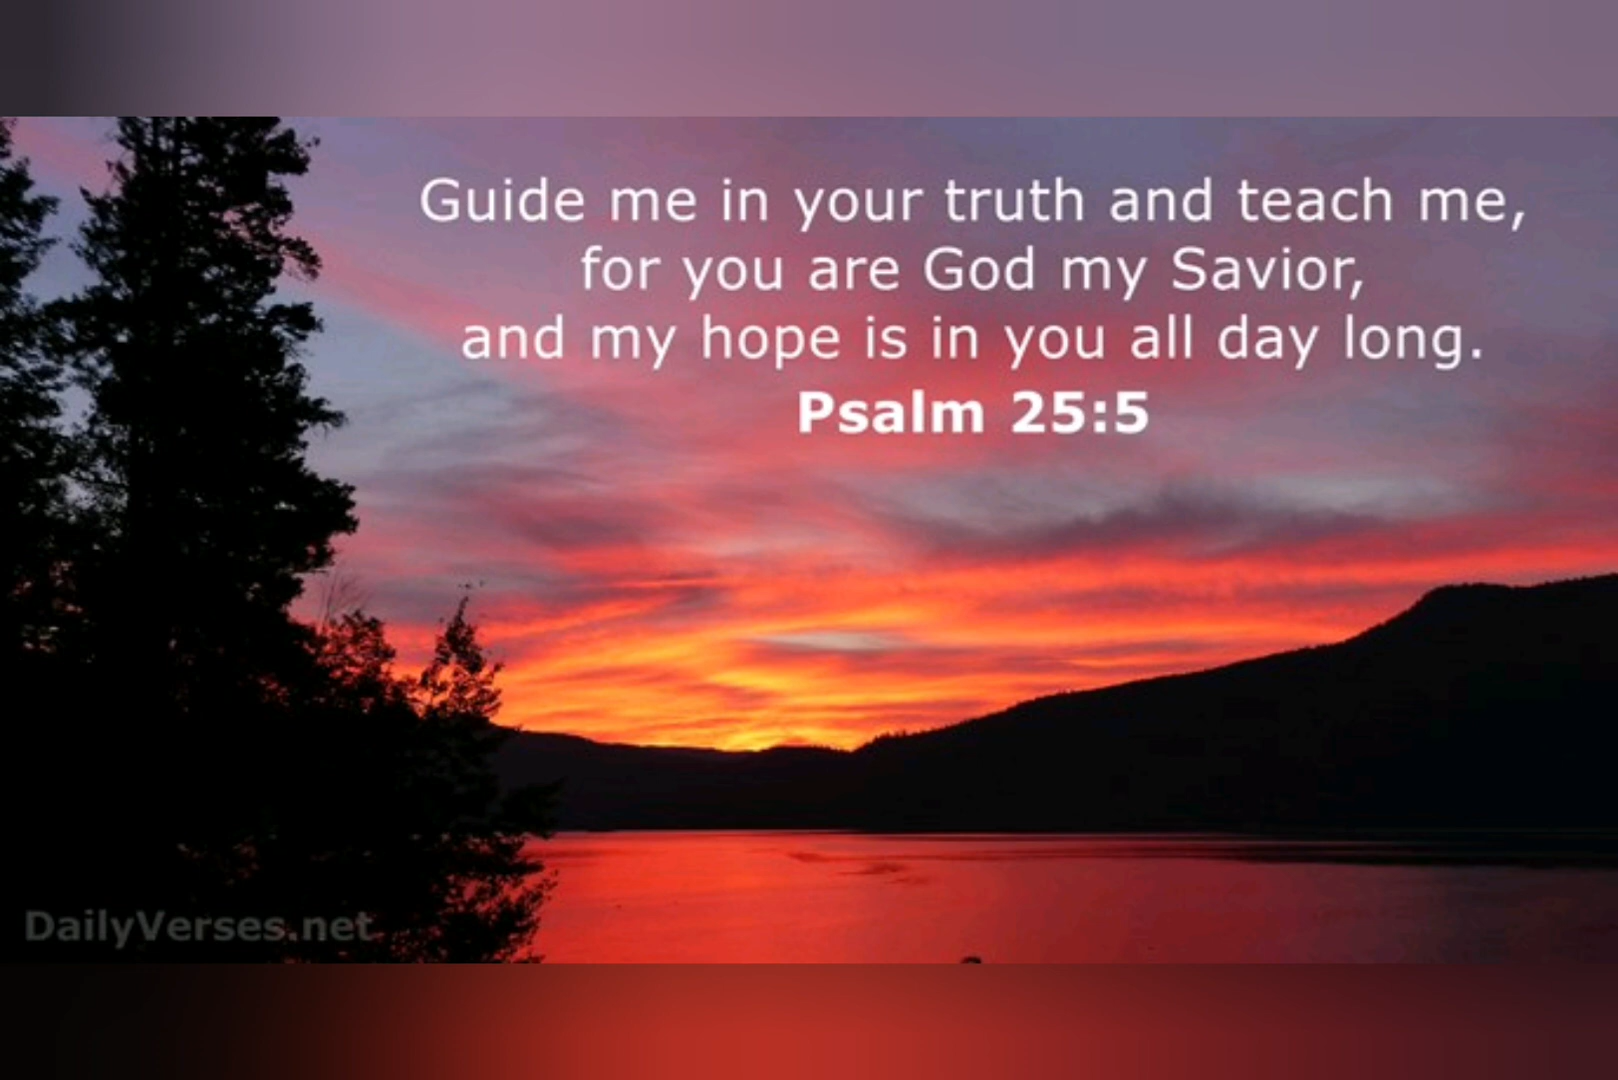 Guide me in your truth and teach me,
for you are God my Savior,
and my hope is in you all day long.
Psalm 25:5
DailyVerses.net